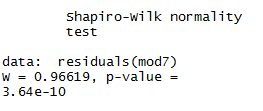 Shapiro-Wilk normality
test
data:  residuals(mod7)
W = 0.96619, p-value =
3.64e-10